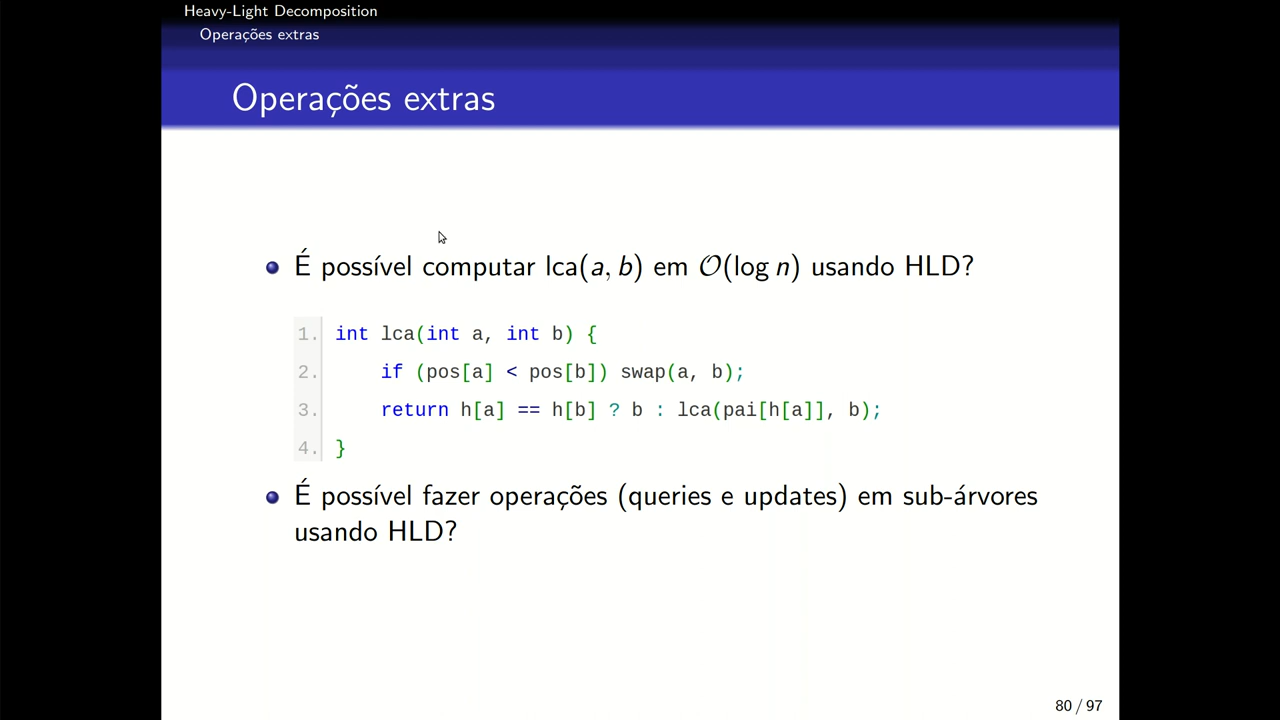 Heavy-Light Decomposition
Operações extras
Operações extras
É possível computar lca(a, b) em O(log n) usando HLD?
1. int lca(int a, int b) {
2.     if (pos[a] < pos[b]) swap(a, b);
3.     return h[a] == h[b] ? b : lca(pai[h[a]], b);
4. }
É possível fazer operações (queries e updates) em sub-árvores
usando HLD?
80 / 97